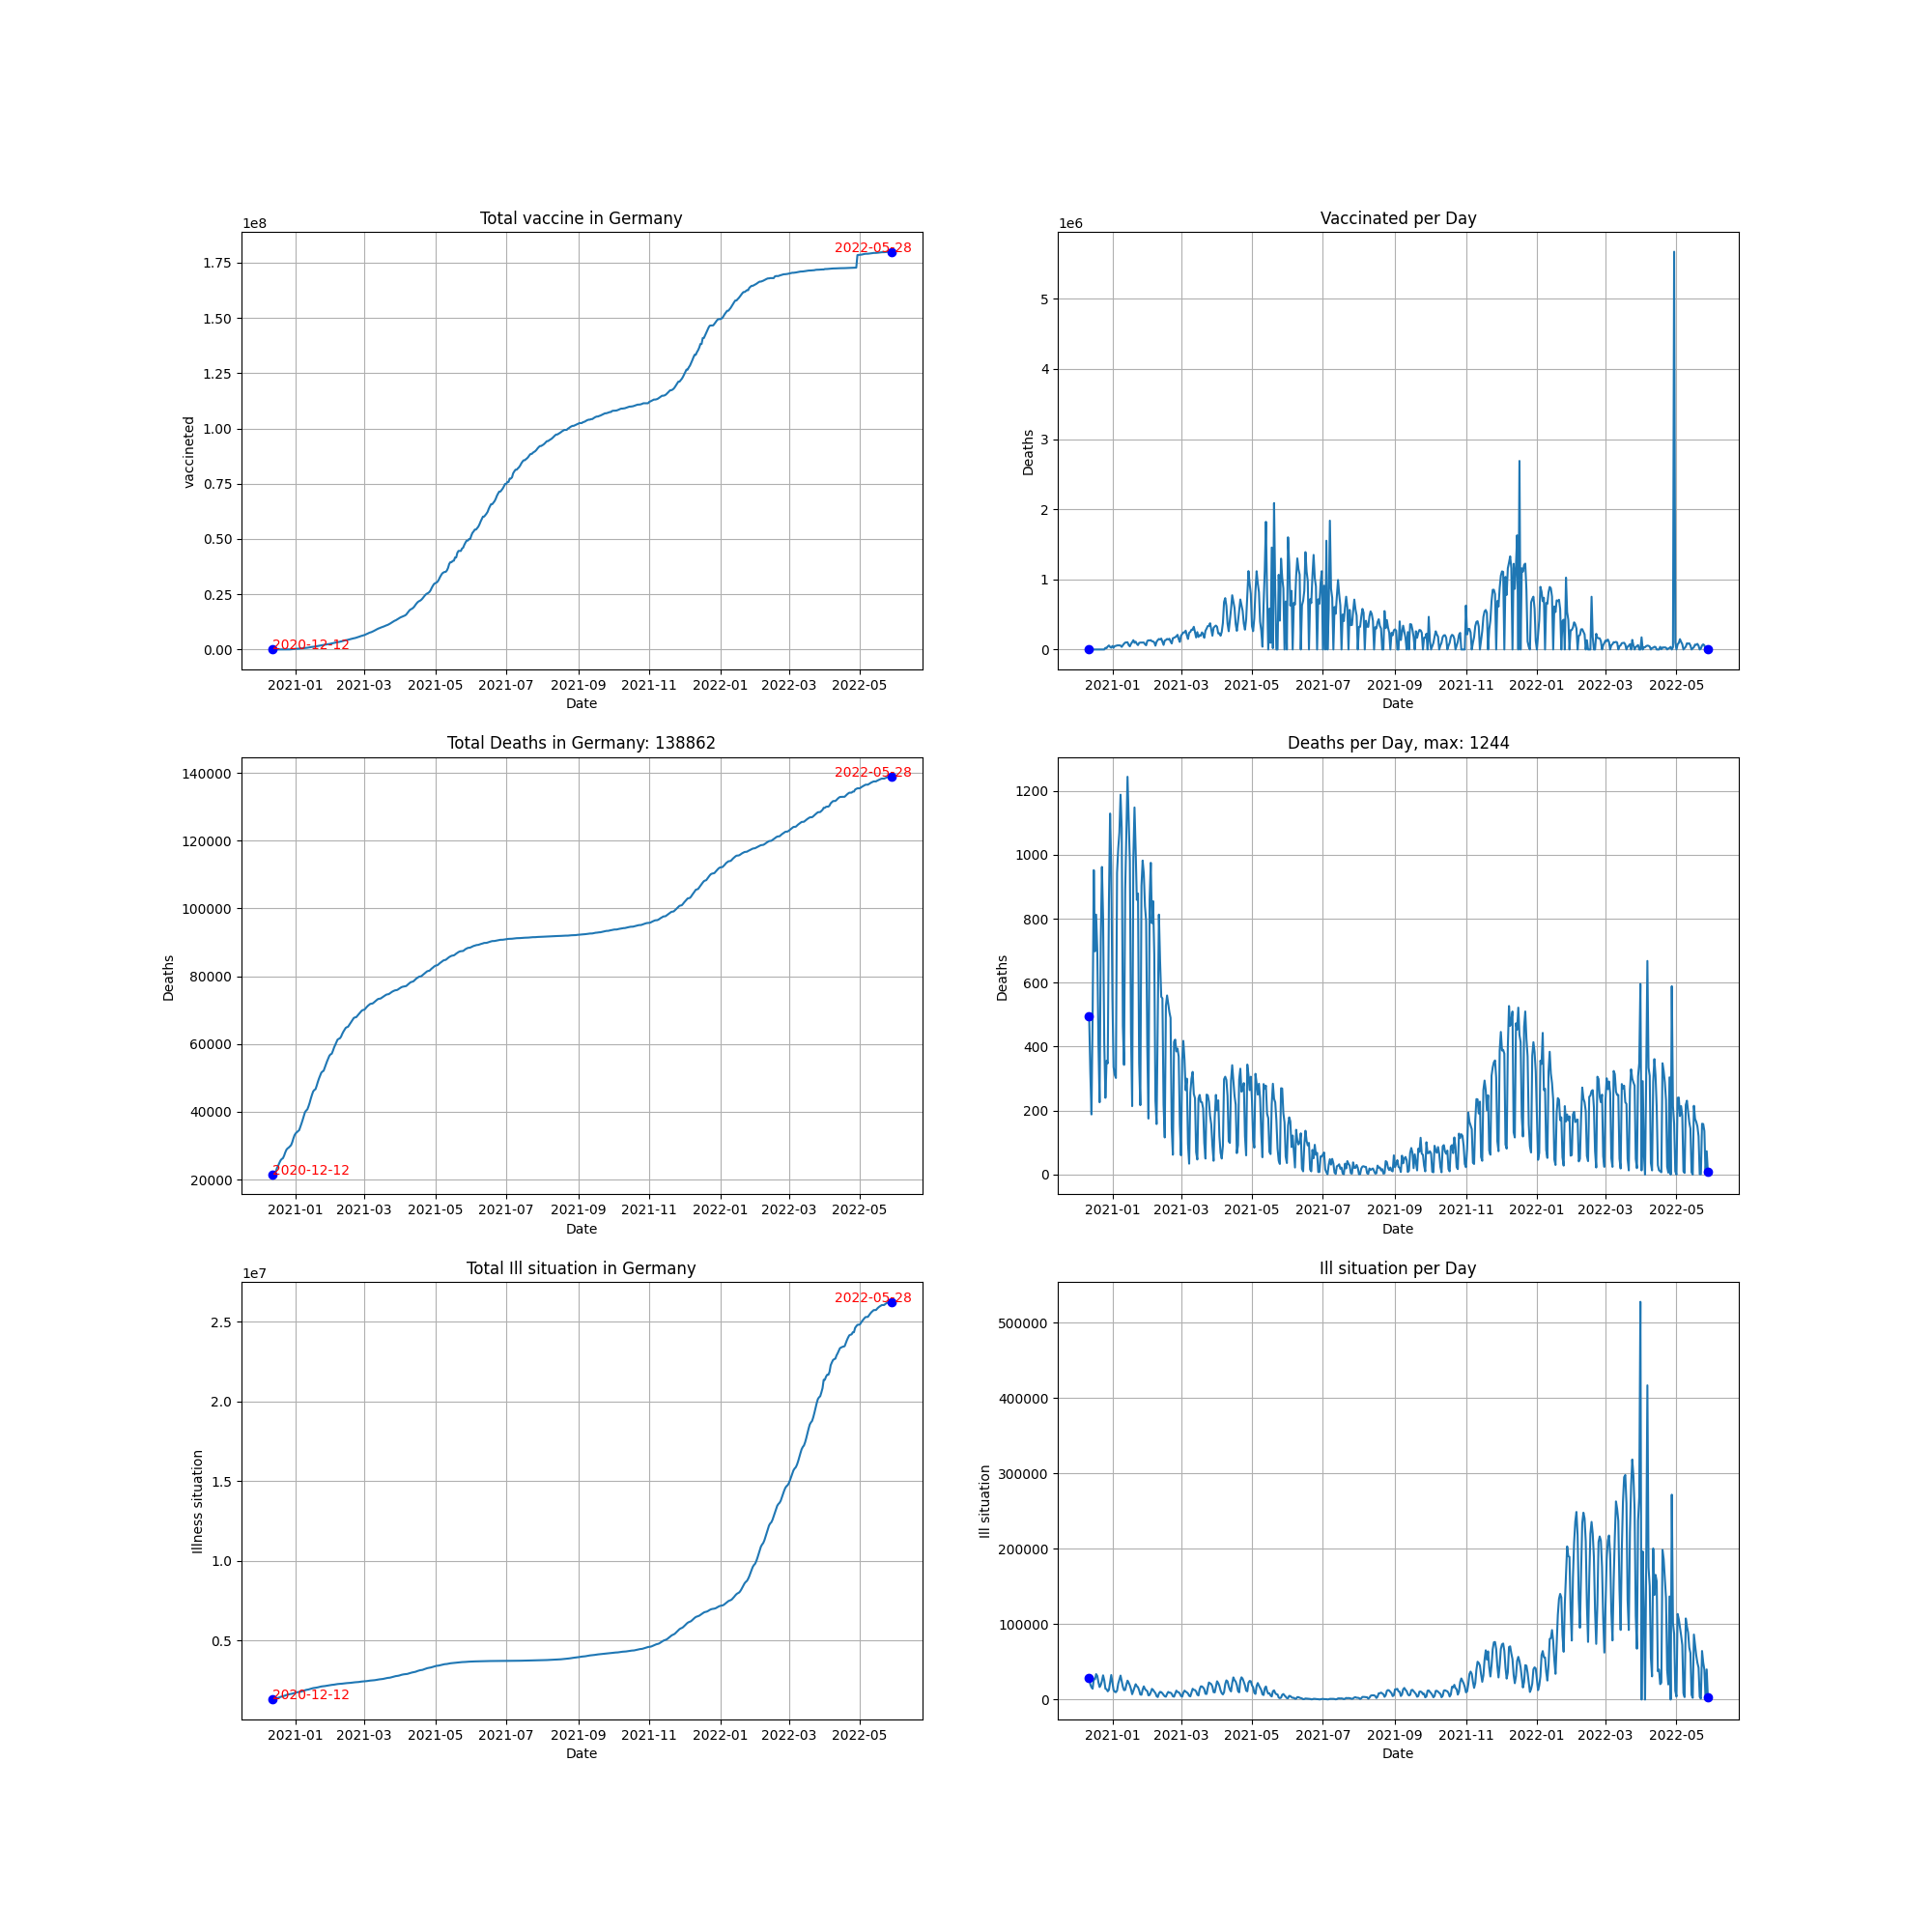 Total vaccine in Germany
1e8
1.75
1.50
1.25
1.00
0.75
0.50
0.25
0.00
vaccineted
2020-12-12
2022-05-28
2021-01 2021-03 2021-05 2021-07 2021-09 2021-11 2022-01 2022-03 2022-05
Date
Vaccinated per Day
1e6
5
4
3
2
1
0
Deaths
2021-01 2021-03 2021-05 2021-07 2021-09 2021-11 2022-01 2022-03 2022-05
Date
Total Deaths in Germany: 138862
140000
120000
100000
80000
60000
40000
20000
Deaths
2020-12-12
2022-05-28
2021-01 2021-03 2021-05 2021-07 2021-09 2021-11 2022-01 2022-03 2022-05
Date
Deaths per Day, max: 1244
1200
1000
800
600
400
200
0
Deaths
2021-01 2021-03 2021-05 2021-07 2021-09 2021-11 2022-01 2022-03 2022-05
Date
Total Ill situation in Germany
1e7
2.5
2.0
1.5
1.0
0.5
Illness situation
2020-12-12
2022-05-28
2021-01 2021-03 2021-05 2021-07 2021-09 2021-11 2022-01 2022-03 2022-05
Date
Ill situation per Day
500000
400000
300000
200000
100000
0
Ill situation
2021-01 2021-03 2021-05 2021-07 2021-09 2021-11 2022-01 2022-03 2022-05
Date